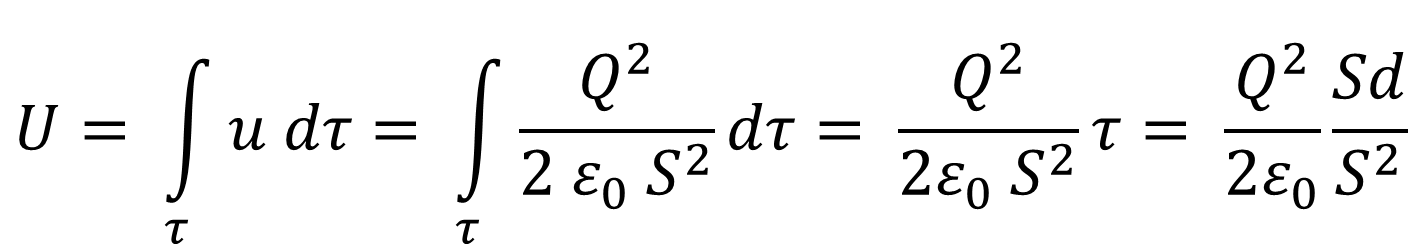 U = ∫_τ u dτ = ∫_τ Q²/(2 ε₀ S²) dτ = Q²/(2ε₀ S²) τ = Q²/(2ε₀) Sd/S²